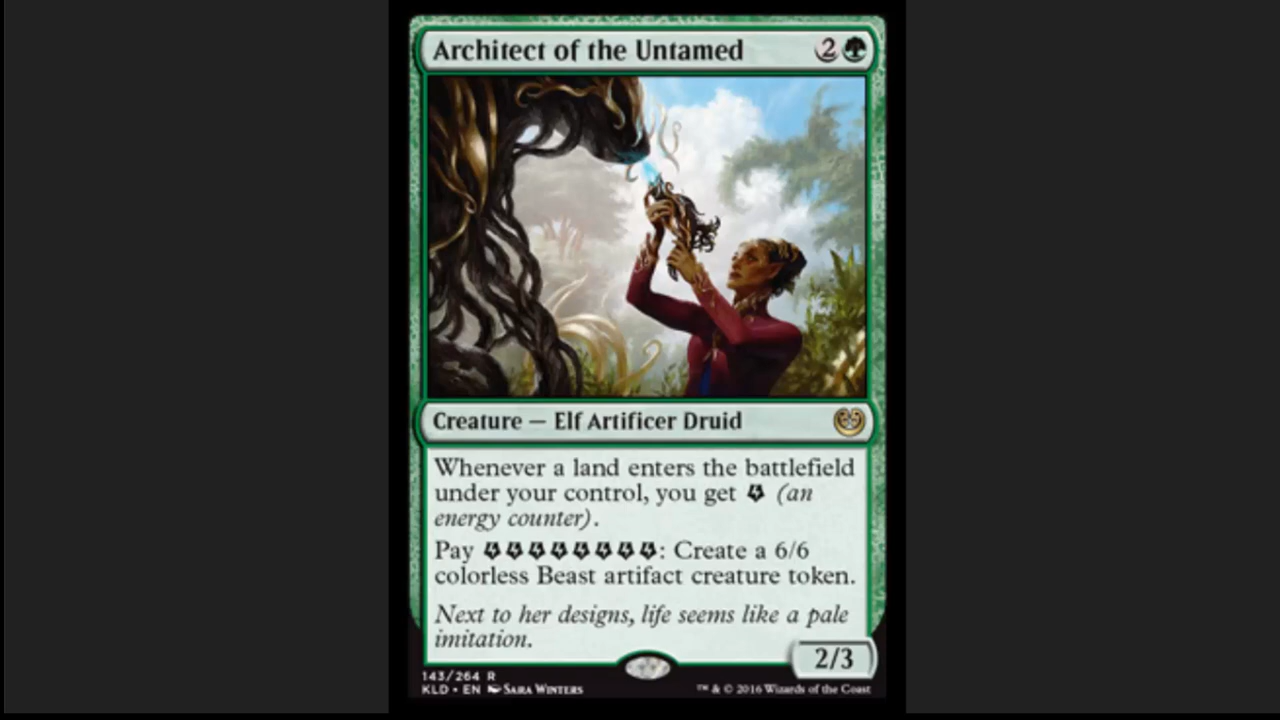 Architect of the Untamed 2
Creature — Elf Artificer Druid
Whenever a land enters the battlefield
under your control, you get (an
energy counter).
Pay : Create a 6/6
colorless Beast artifact creature token.
Next to her designs, life seems like a pale
imitation.
2/3
143/264 R
KLD • EN SARA WINTERS
™ & © 2016 Wizards of the Coast